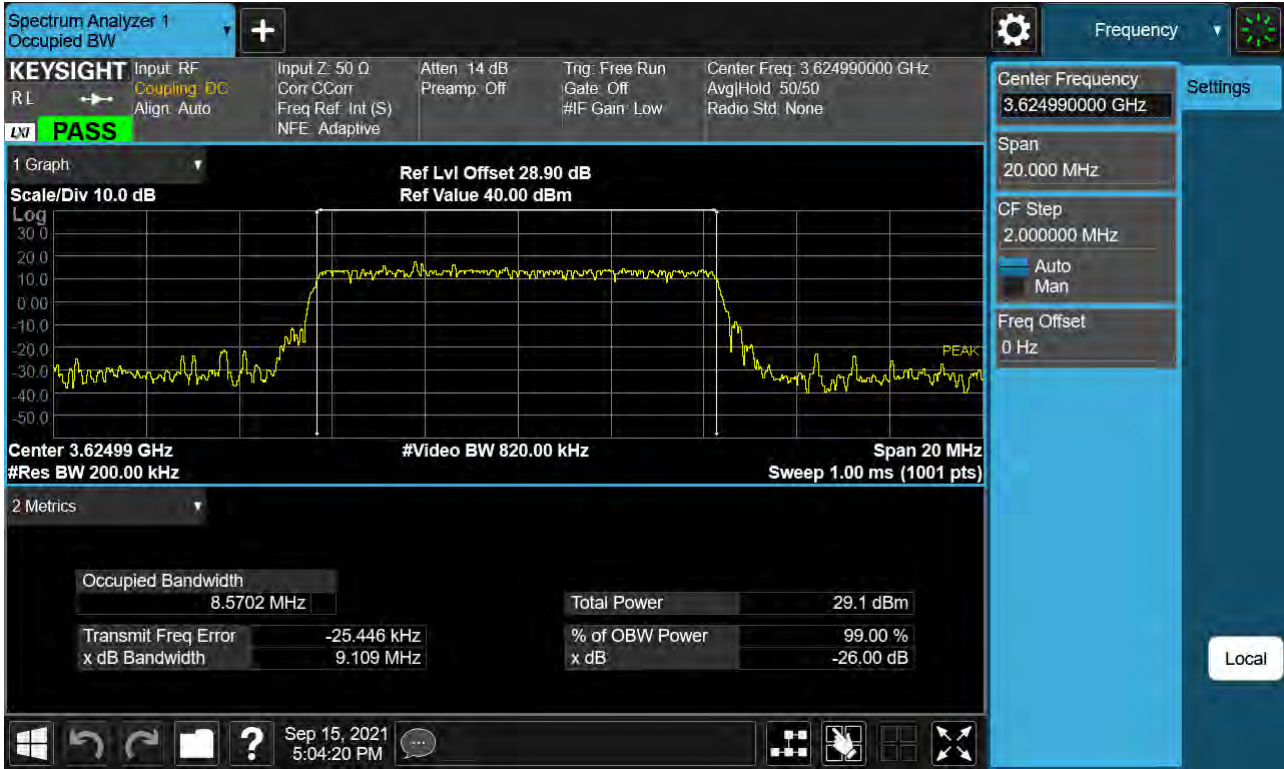 Spectrum Analyzer 1
Occupied BW
+
Frequency
KEYSIGHT
RL
LXI PASS
Input: RF
Coupling: DC
Align: Auto
Input Z: 50 Ω
Corr CCorr
Freq Ref: Int (S)
NFE: Adaptive
Atten: 14 dB
Preamp: Off
Trig: Free Run
Gate: Off
#IF Gain: Low
Center Freq: 3.624990000 GHz
Avg|Hold: 50/50
Radio Std: None
1 Graph
Scale/Div 10.0 dB
Ref Lvl Offset 28.90 dB
Ref Value 40.00 dBm
Log
30.0
20.0
10.0
0.00
-10.0
-20.0
-30.0
-40.0
-50.0
PEAK
Center 3.62499 GHz
#Res BW 200.00 kHz
#Video BW 820.00 kHz
Span 20 MHz
Sweep 1.00 ms (1001 pts)
2 Metrics
Occupied Bandwidth
8.5702 MHz
Transmit Freq Error -25.446 kHz
x dB Bandwidth 9.109 MHz
Total Power 29.1 dBm
% of OBW Power 99.00 %
x dB -26.00 dB
Center Frequency
3.624990000 GHz
Span
20.000 MHz
CF Step
2.000000 MHz
Auto
Man
Freq Offset
0 Hz
Settings
Local
?
Sep 15, 2021
5:04:20 PM